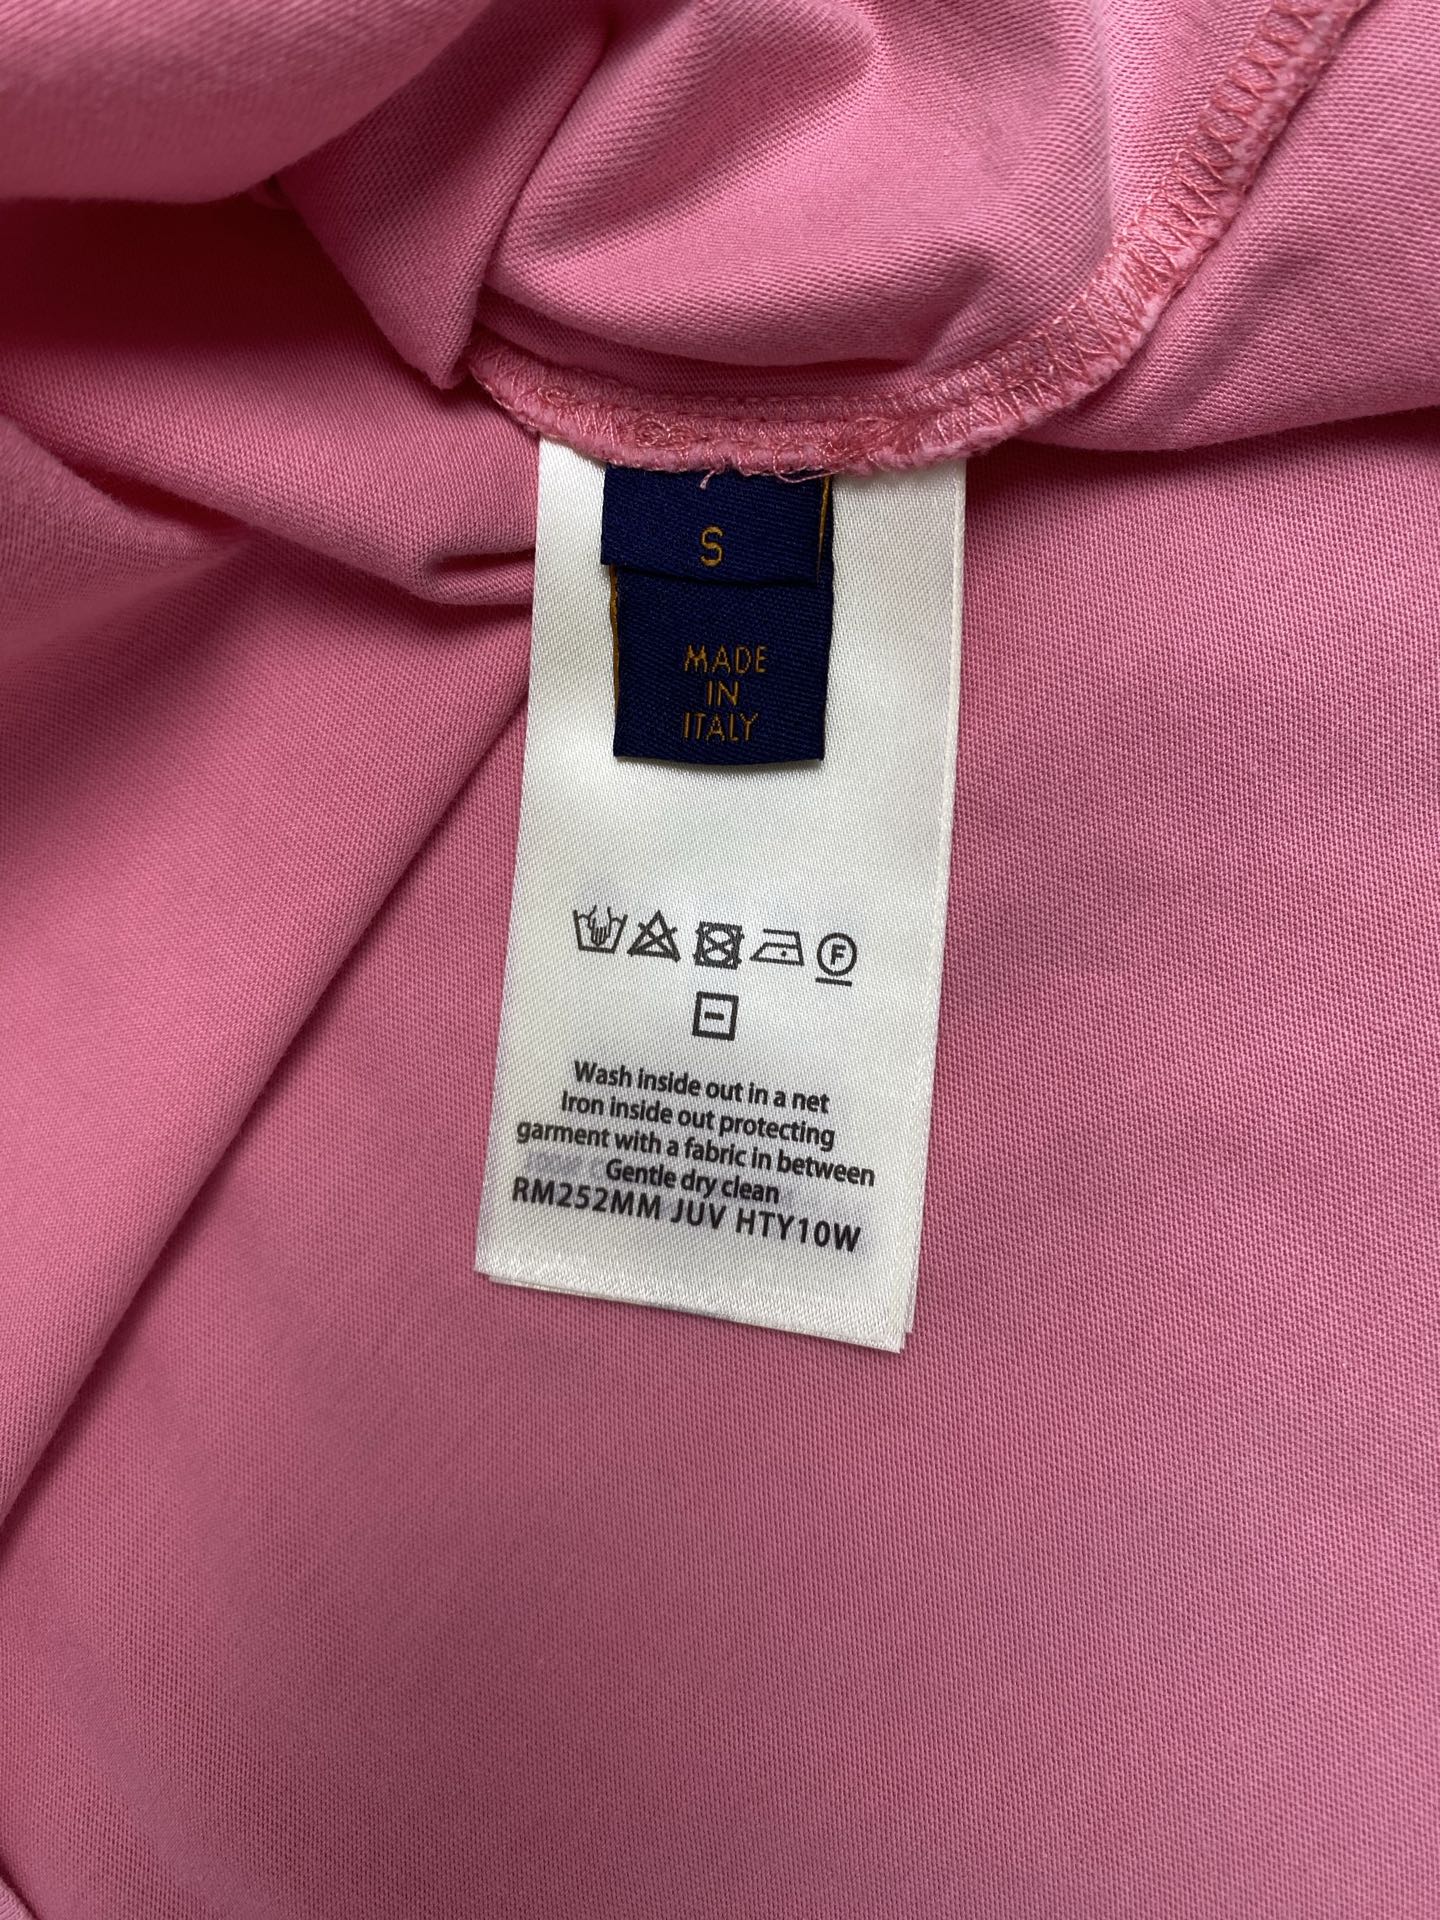 S
MADE
IN
ITALY
F
Wash inside out in a net
Iron inside out protecting
garment with a fabric in between
Gentle dry clean
RM252MM JUV HTY10W